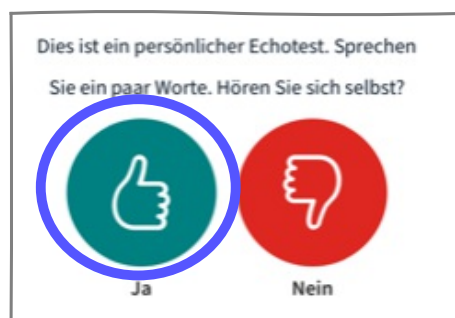 Dies ist ein persönlicher Echotest. Sprechen
Sie ein paar Worte. Hören Sie sich selbst?
Ja
Nein